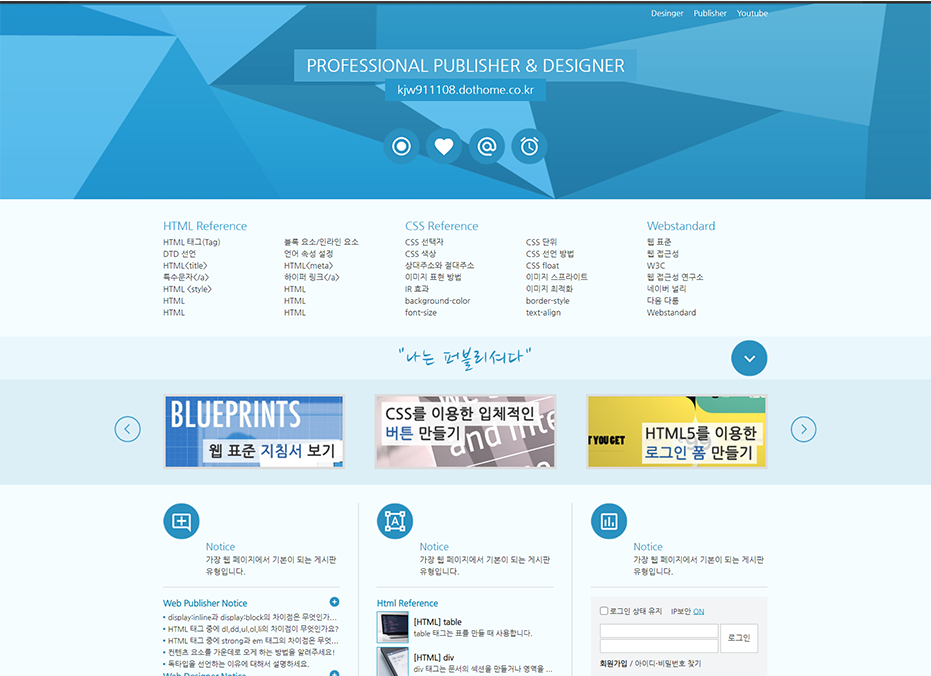 Desinger Publisher Youtube
PROFESSIONAL PUBLISHER & DESIGNER
kjw911108.dothome.co.kr
HTML Reference
HTML 태그(Tag)
DTD 선언
HTML<title>
특수문자</a>
HTML <style>
HTML
HTML
블록 요소/인라인 요소
언어 속성 설정
HTML<meta>
하이퍼 링크</a>
HTML
HTML
HTML
CSS Reference
CSS 선택자
CSS 색상
상대주소와 절대주소
이미지 표현 방법
IR 효과
background-color
font-size
CSS 단위
CSS 선언 방법
CSS float
이미지 스프라이트
이미지 최적화
border-style
text-align
Webstandard
웹 표준
웹 접근성
W3C
웹 접근성 연구소
네이버 널리
다음 다룸
Webstandard
"나는 퍼블리셔다"
BLUEPRINTS
웹 표준 지침서 보기
CSS를 이용한 입체적인
버튼 만들기
and inte
T YOU GET
HTML5를 이용한
로그인 폼 만들기
Notice
가장 웹 페이지에서 기본이 되는 게시판
유형입니다.
Web Publisher Notice
• display:inline과 display:block의 차이점은 무엇인가...
• HTML 태그 중에 dl,dd,ul,ol,li의 차이점이 무엇인가요?
• HTML 태그 중에 strong과 em 태그의 차이점은 무엇...
• 컨텐츠 요소를 가운데로 오게 하는 방법을 알려주세요!
• 독타입을 선언하는 이유에 대해서 설명하세요.
Web Designer Notice
Notice
가장 웹 페이지에서 기본이 되는 게시판
유형입니다.
Html Reference
[HTML] table
table 태그는 표를 만들 때 사용합니다.
[HTML] div
div 태그는 문서의 섹션을 만들거나 영역을 ...
Notice
가장 웹 페이지에서 기본이 되는 게시판
유형입니다.
로그인 상태 유지 IP보안 ON
로그인
회원가입 / 아이디·비밀번호 찾기